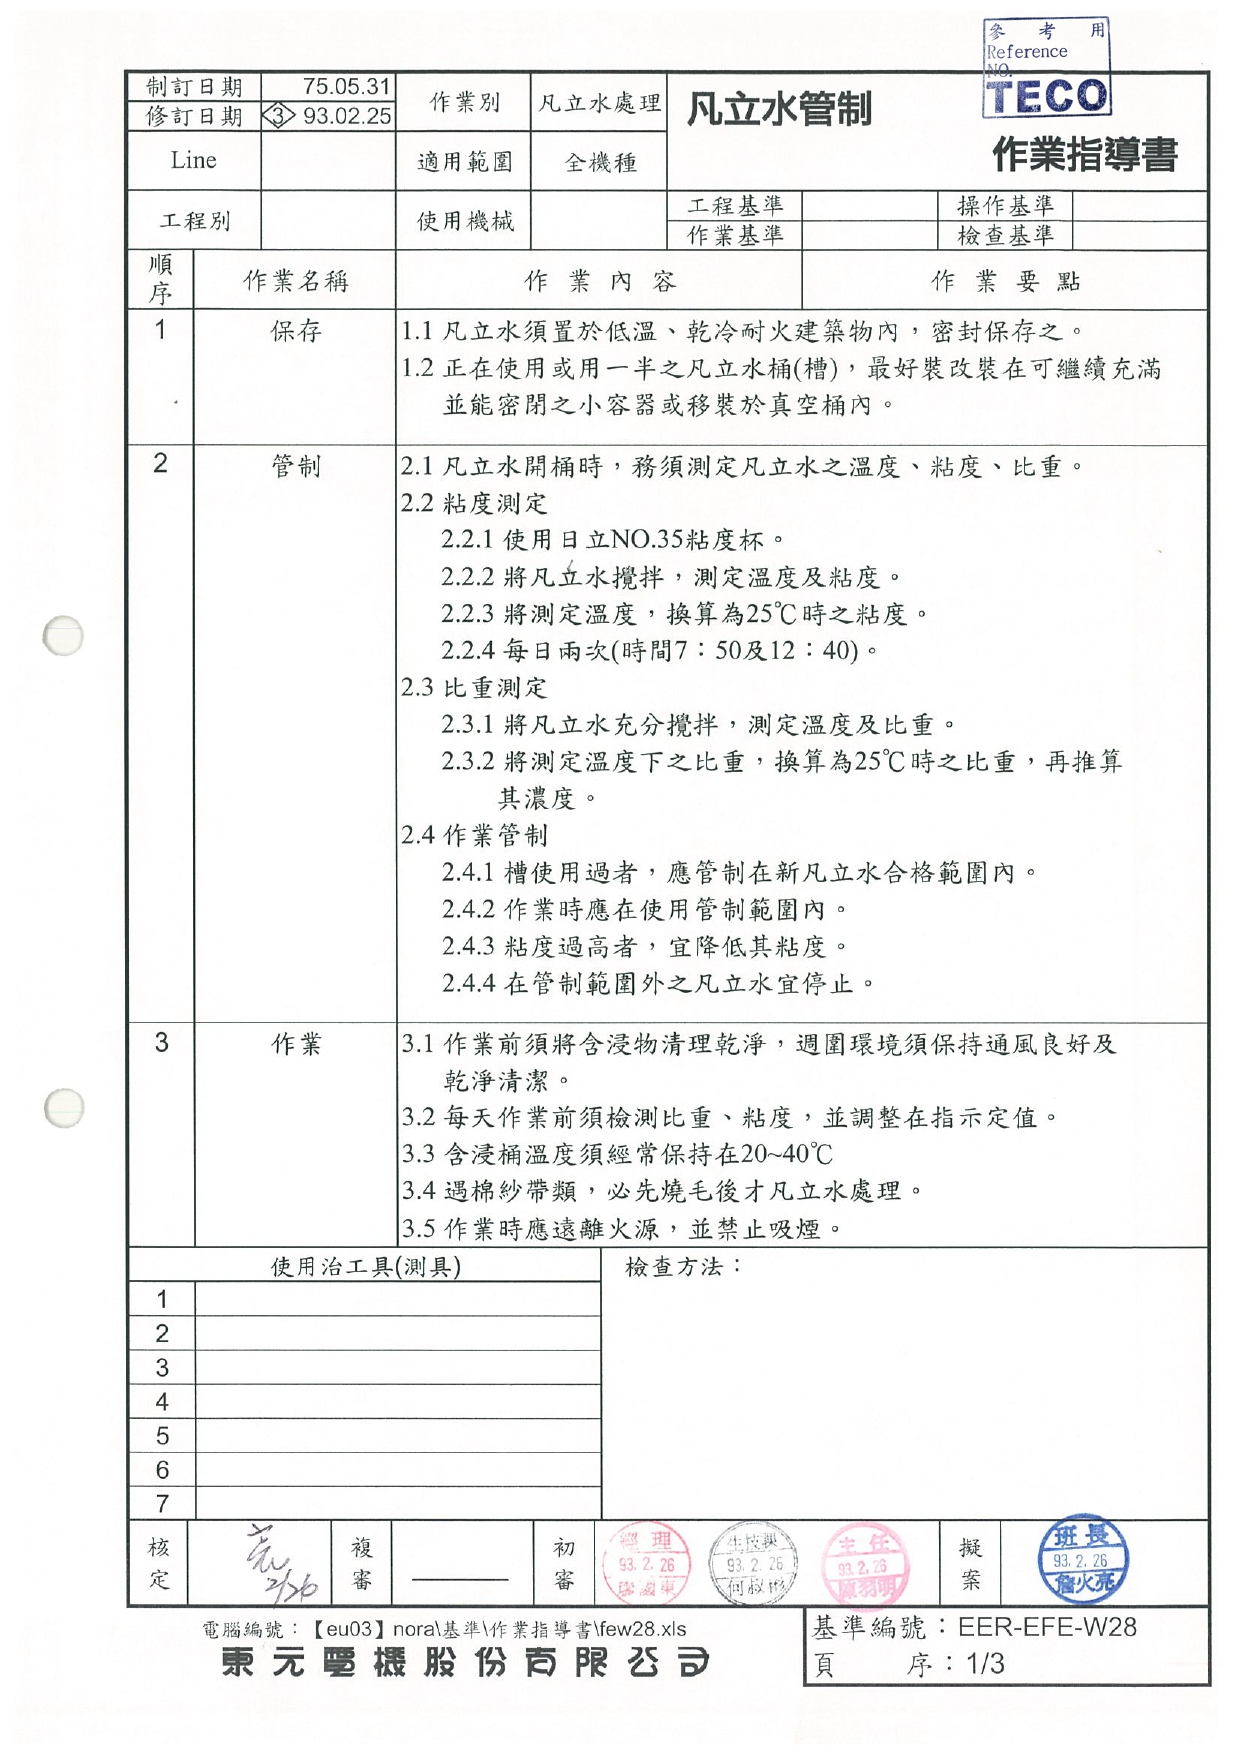 參考用
Reference
NO.
TECO
制訂日期 75.05.31 作業別 凡立水處理 凡立水管制
修訂日期 3 93.02.25
作業指導書
Line 適用範圍 全機種
工程別 使用機械 工程基準 操作基準
作業基準 檢查基準
順序 作業名稱 作業內容 作業要點
1 保存 1.1 凡立水須置於低溫、乾冷耐火建築物內，密封保存之。
1.2 正在使用或用一半之凡立水桶(槽)，最好裝改裝在可繼續充滿
並能密閉之小容器或移裝於真空桶內。
2 管制 2.1 凡立水開桶時，務須測定凡立水之溫度、粘度、比重。
2.2 粘度測定
2.2.1 使用日立NO.35粘度杯。
2.2.2 將凡立水攪拌，測定溫度及粘度。
2.2.3 將測定溫度，換算為25℃時之粘度。
2.2.4 每日兩次(時間7：50及12：40)。
2.3 比重測定
2.3.1 將凡立水充分攪拌，測定溫度及比重。
2.3.2 將測定溫度下之比重，換算為25℃時之比重，再推算
其濃度。
2.4 作業管制
2.4.1 槽使用過者，應管制在新凡立水合格範圍內。
2.4.2 作業時應在使用管制範圍內。
2.4.3 粘度過高者，宜降低其粘度。
2.4.4 在管制範圍外之凡立水宜停止。
3 作業 3.1 作業前須將含浸物清理乾淨，週圍環境須保持通風良好及
乾淨清潔。
3.2 每天作業前須檢測比重、粘度，並調整在指示定值。
3.3 含浸桶溫度須經常保持在20~40℃
3.4 遇棉紗帶類，必先燒毛後才凡立水處理。
3.5 作業時應遠離火源，並禁止吸煙。
使用治工具(測具) 檢查方法：
1
2
3
4
5
6
7
核定 2/26 複審 初審 經理 93.2.26 生技課 93.2.26 何叔彬 主任 93.2.26 陳羽明 擬案 班長 93.2.26 詹火亮
電腦編號：【eu03】nora\基準\作業指導書\few28.xls
東元電機股份有限公司
基準編號：EER-EFE-W28
頁序：1/3